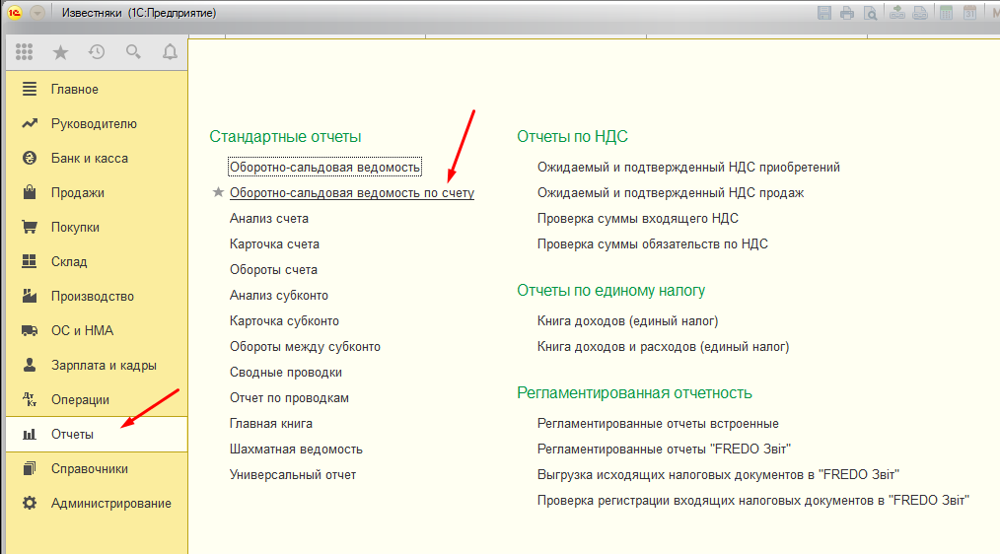 Известняки (1С:Предприятие)
M
Главное
Руководителю
Банк и касса
Продажи
Покупки
Склад
Производство
ОС и НМА
Зарплата и кадры
Операции
Отчеты
Справочники
Администрирование
Стандартные отчеты
Оборотно-сальдовая ведомость
Оборотно-сальдовая ведомость по счету
Анализ счета
Карточка счета
Обороты счета
Анализ субконто
Карточка субконто
Обороты между субконто
Сводные проводки
Отчет по проводкам
Главная книга
Шахматная ведомость
Универсальный отчет
Отчеты по НДС
Ожидаемый и подтвержденный НДС приобретений
Ожидаемый и подтвержденный НДС продаж
Проверка суммы входящего НДС
Проверка суммы обязательств по НДС
Отчеты по единому налогу
Книга доходов (единый налог)
Книга доходов и расходов (единый налог)
Регламентированная отчетность
Регламентированные отчеты встроенные
Регламентированные отчеты "FREDO Звіт"
Выгрузка исходящих налоговых документов в "FREDO Звіт"
Проверка регистрации входящих налоговых документов в "FREDO Звіт"